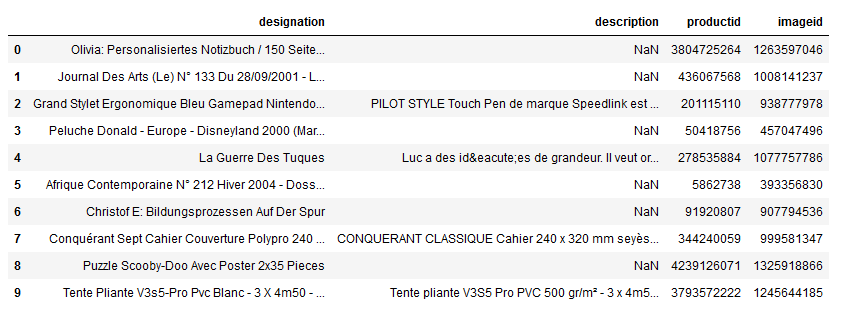 designation description productid imageid
0 Olivia: Personalisiertes Notizbuch / 150 Seite... NaN 3804725264 1263597046
1 Journal Des Arts (Le) N° 133 Du 28/09/2001 - L... NaN 436067568 1008141237
2 Grand Stylet Ergonomique Bleu Gamepad Nintendo... PILOT STYLE Touch Pen de marque Speedlink est ... 201115110 938777978
3 Peluche Donald - Europe - Disneyland 2000 (Mar... NaN 50418756 457047496
4 La Guerre Des Tuques Luc a des id&eacute;es de grandeur. Il veut or... 278535884 1077757786
5 Afrique Contemporaine N° 212 Hiver 2004 - Doss... NaN 5862738 393356830
6 Christof E: Bildungsprozessen Auf Der Spur NaN 91920807 907794536
7 Conquérant Sept Cahier Couverture Polypro 240 ... CONQUERANT CLASSIQUE Cahier 240 x 320 mm seyès... 344240059 999581347
8 Puzzle Scooby-Doo Avec Poster 2x35 Pieces NaN 4239126071 1325918866
9 Tente Pliante V3s5-Pro Pvc Blanc - 3 X 4m50 - ... Tente pliante V3S5 Pro PVC 500 gr/m² - 3 x 4m5... 3793572222 1245644185